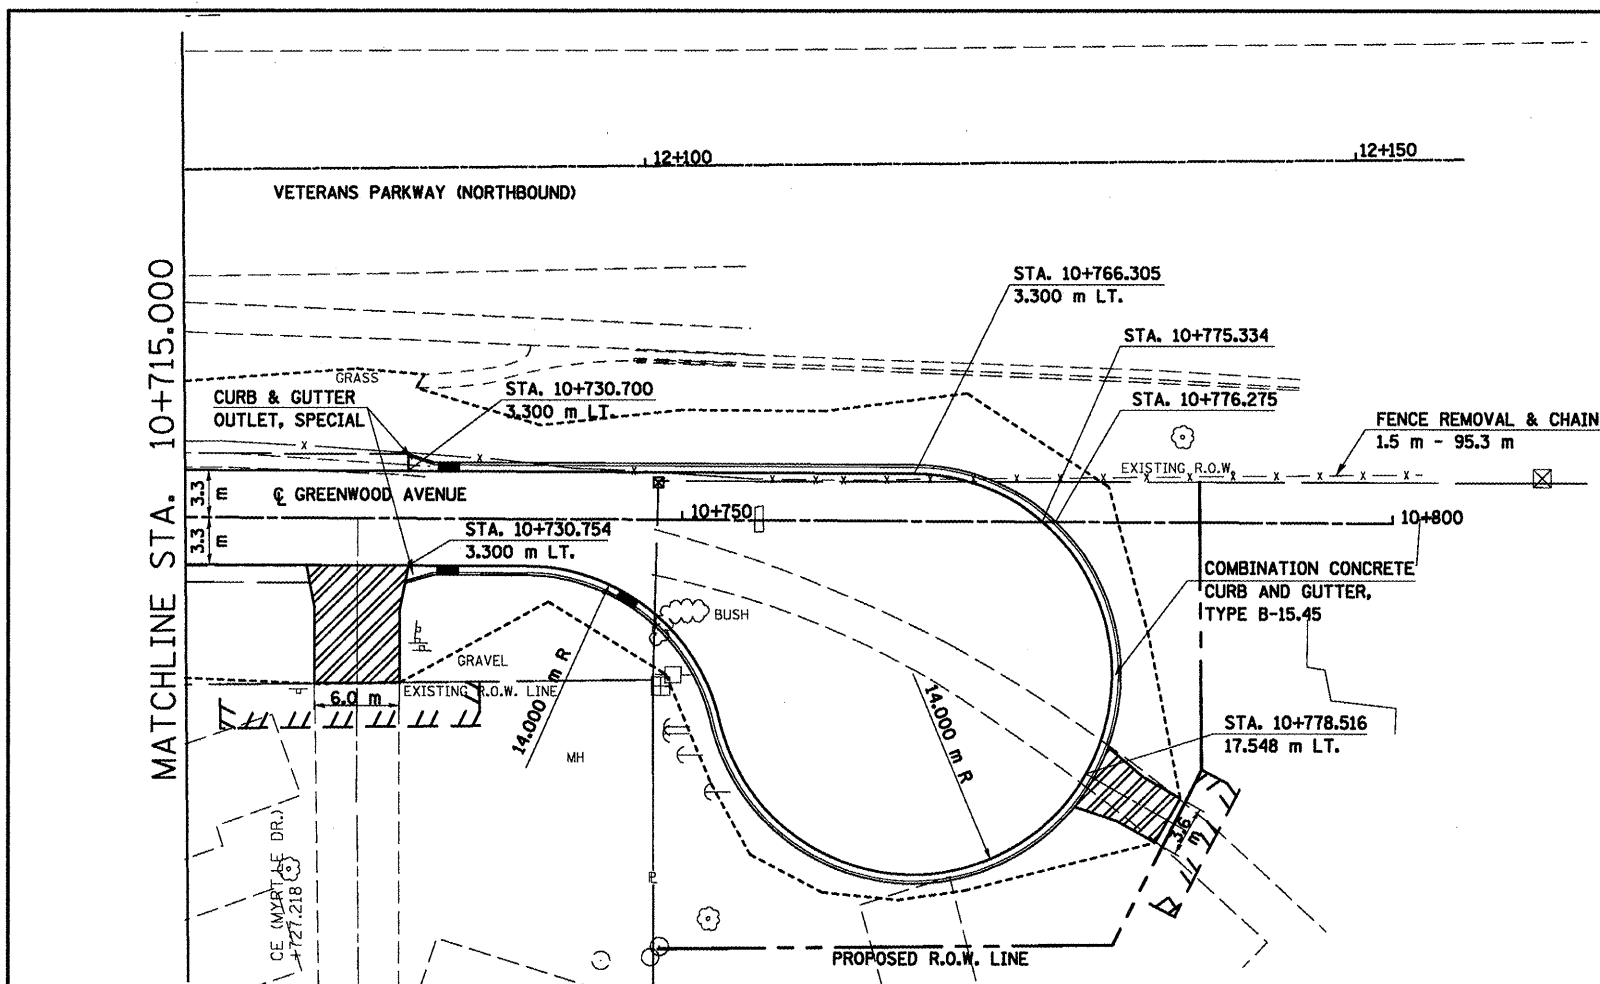 12+100
12+150
VETERANS PARKWAY (NORTHBOUND)
MATCHLINE STA. 10+715.000
STA. 10+766.305
3.300 m LT.
STA. 10+775.334
GRASS
CURB & GUTTER
OUTLET, SPECIAL
STA. 10+730.700
3.300 m LT.
STA. 10+776.275
FENCE REMOVAL & CHAIN
1.5 m - 95.3 m
EXISTING R.O.W.
3.3 m
℄ GREENWOOD AVENUE
10+750
10+800
3.3 m
STA. 10+730.754
3.300 m LT.
COMBINATION CONCRETE
CURB AND GUTTER,
TYPE B-15.45
BUSH
GRAVEL
EXISTING R.O.W. LINE
6.0 m
14.000 m R
14.000 m R
MH
STA. 10+778.516
17.548 m LT.
3.6 m
CE (MYRTLE DR.)
+727.218
PROPOSED R.O.W. LINE